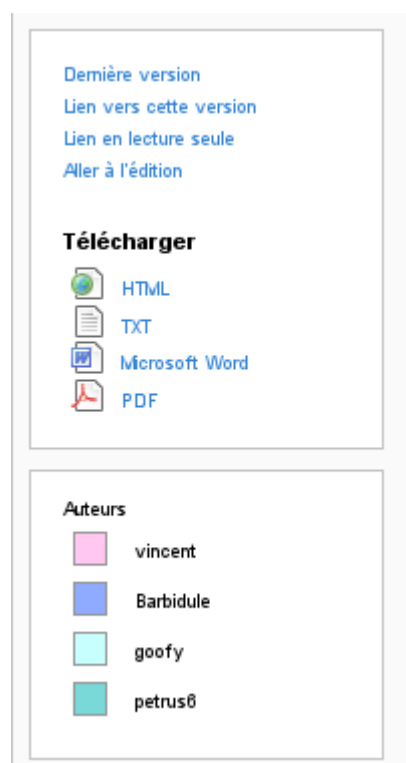 Dernière version
Lien vers cette version
Lien en lecture seule
Aller à l'édition
Télécharger
HTML
TXT
Microsoft Word
PDF
Auteurs
vincent
Barbidule
goofy
petrus6